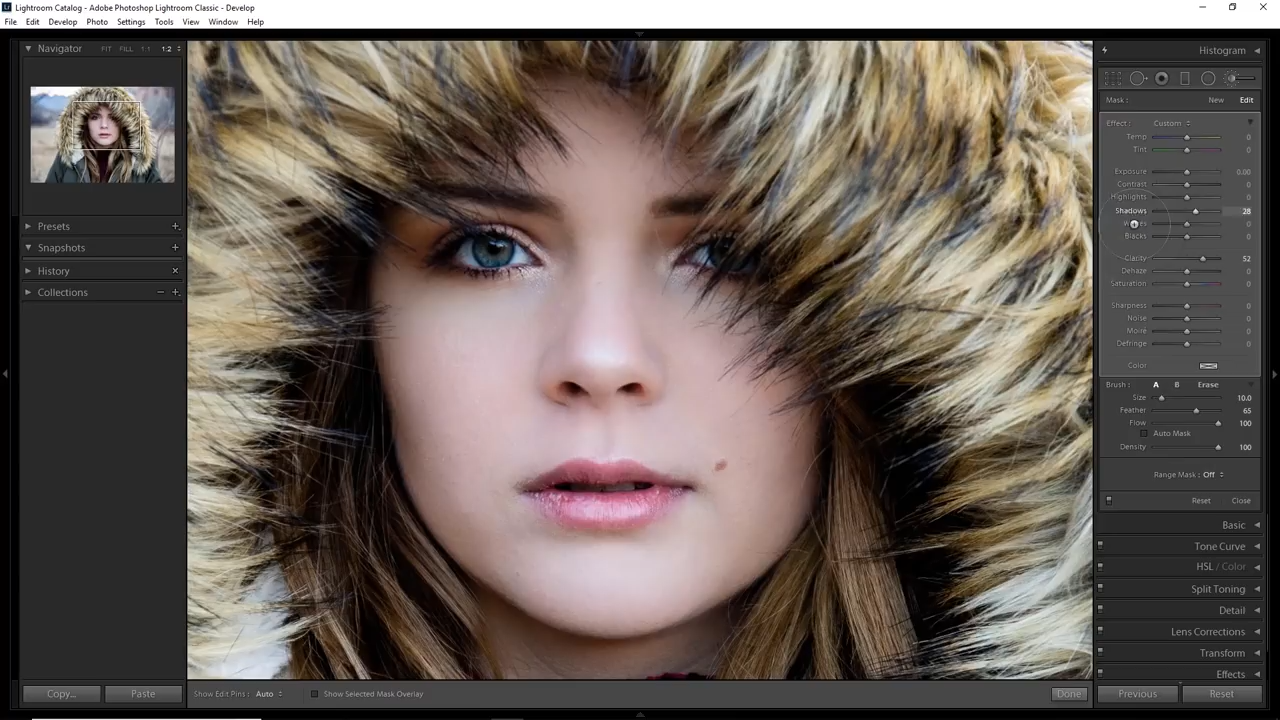 Lightroom Catalog - Adobe Photoshop Lightroom Classic - Develop
File Edit Develop Photo Settings Tools View Window Help
Navigator FIT FILL 1:1 1:2
Presets
Snapshots
History
Collections
Copy... Paste
Show Edit Pins : Auto Show Selected Mask Overlay Done
Histogram
Mask : New Edit
Effect : Custom
Temp 0
Tint 0
Exposure 0.00
Contrast 0
Highlights 0
Shadows 28
0
Blacks 0
Clarity 52
Dehaze 0
Saturation 0
Sharpness 0
Noise 0
Moiré 0
Defringe 0
Color
Brush : A B Erase
Size 10.0
Feather 65
Flow 100
Auto Mask
Density 100
Range Mask : Off
Reset Close
Basic
Tone Curve
HSL / Color
Split Toning
Detail
Lens Corrections
Transform
Effects
Previous Reset